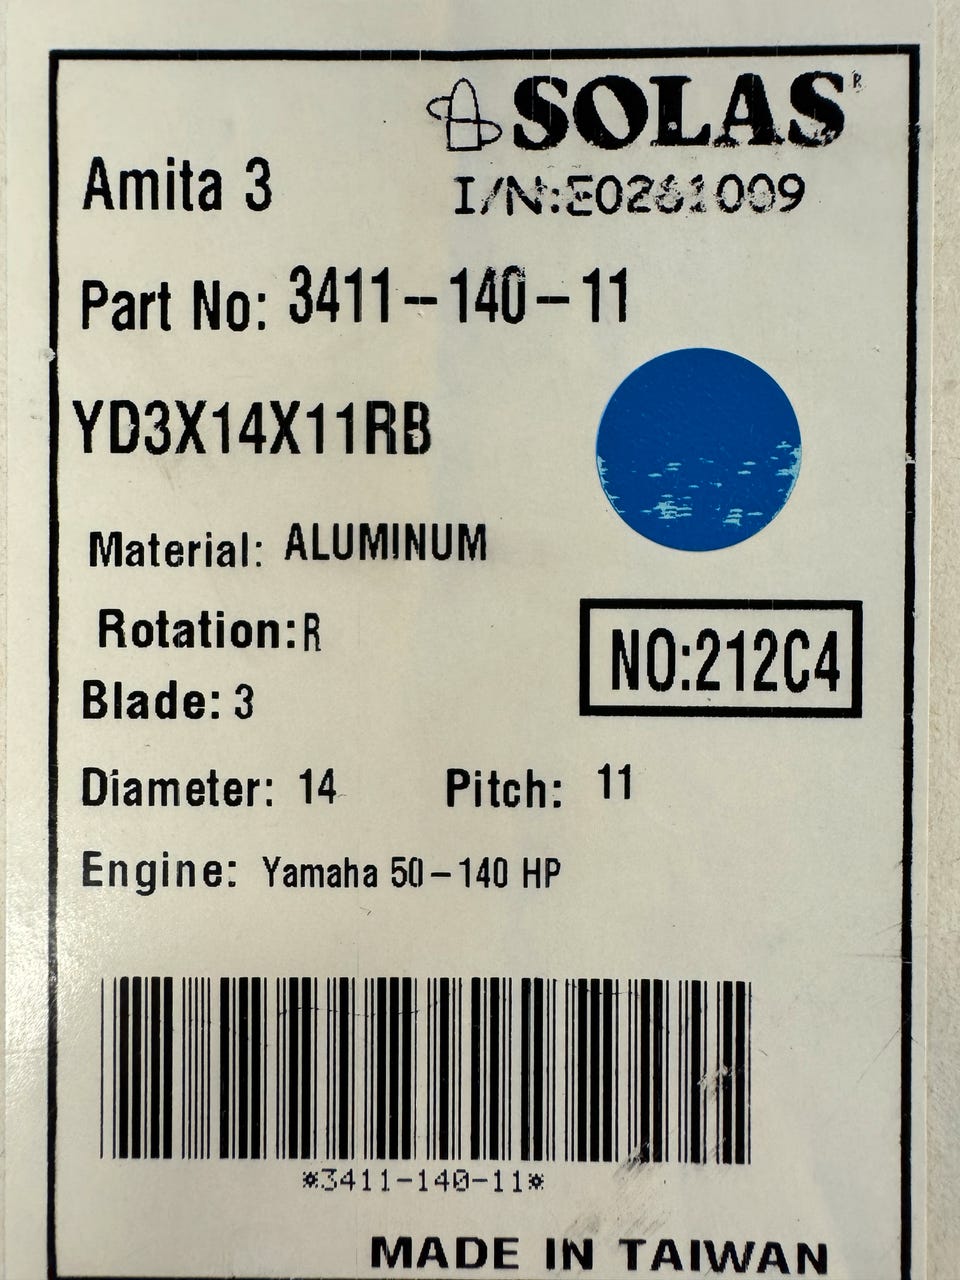 SOLAS®
Amita 3
I/N:E0261009
Part No: 3411-140-11
YD3X14X11RB
Material: ALUMINUM
Rotation:R
NO:212C4
Blade: 3
Diameter: 14 Pitch: 11
Engine: Yamaha 50-140 HP
*3411-140-11*
MADE IN TAIWAN